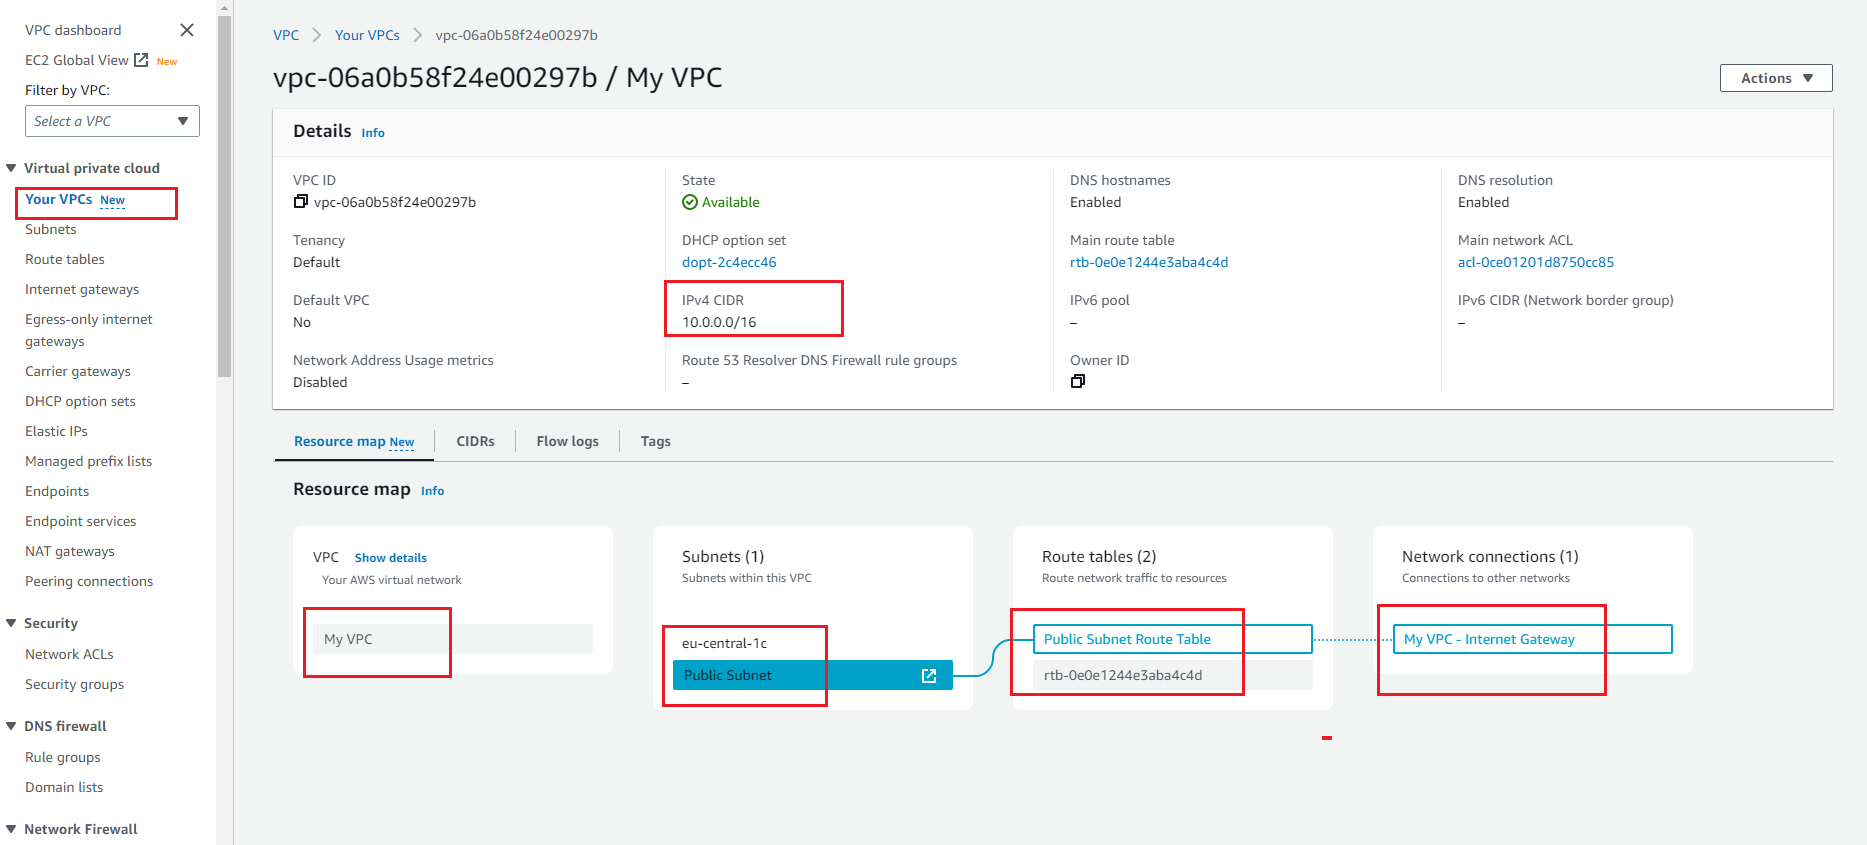 VPC dashboard
EC2 Global View New
Filter by VPC:
Select a VPC
Virtual private cloud
Your VPCs New
Subnets
Route tables
Internet gateways
Egress-only internet
gateways
Carrier gateways
DHCP option sets
Elastic IPs
Managed prefix lists
Endpoints
Endpoint services
NAT gateways
Peering connections
Security
Network ACLs
Security groups
DNS firewall
Rule groups
Domain lists
Network Firewall
VPC Your VPCs vpc-06a0b58f24e00297b
vpc-06a0b58f24e00297b / My VPC
Actions
Details Info
VPC ID
vpc-06a0b58f24e00297b
State
Available
DNS hostnames
Enabled
DNS resolution
Enabled
Tenancy
Default
DHCP option set
dopt-2c4ecc46
Main route table
rtb-0e0e1244e3aba4c4d
Main network ACL
acl-0ce01201d8750cc85
Default VPC
No
IPv4 CIDR
10.0.0.0/16
IPv6 pool
–
IPv6 CIDR (Network border group)
–
Network Address Usage metrics
Disabled
Route 53 Resolver DNS Firewall rule groups
–
Owner ID
Resource map New
CIDRs
Flow logs
Tags
Resource map Info
VPC Show details
Your AWS virtual network
My VPC
Subnets (1)
Subnets within this VPC
eu-central-1c
Public Subnet
Route tables (2)
Route network traffic to resources
Public Subnet Route Table
rtb-0e0e1244e3aba4c4d
Network connections (1)
Connections to other networks
My VPC - Internet Gateway